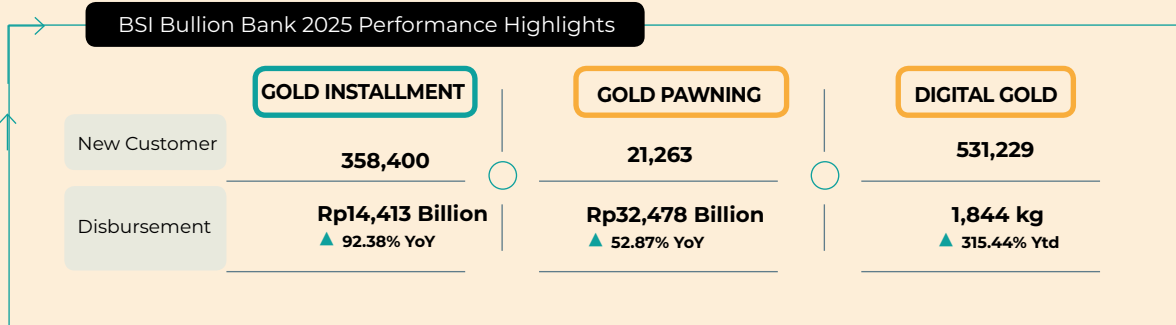 BSI Bullion Bank 2025 Performance Highlights
GOLD INSTALLMENT
GOLD PAWNING
DIGITAL GOLD
New Customer
358,400
21,263
531,229
Disbursement
Rp14,413 Billion
92.38% YoY
Rp32,478 Billion
52.87% YoY
1,844 kg
315.44% Ytd